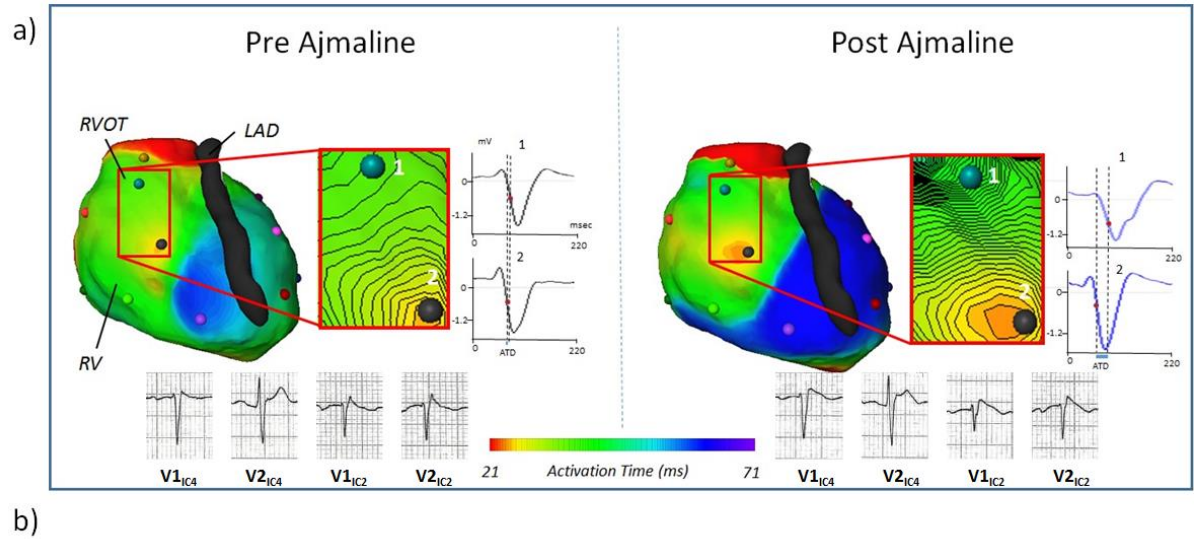 a)
Pre Ajmaline
Post Ajmaline
RVOT
LAD
RV
1
2
mV
1
0
-1.2
msec
0
220
2
0
-1.2
0
ATD
220
1
2
1
0
-1.2
0
220
2
0
-1.2
0
ATD
220
V1IC4
V2IC4
V1IC2
V2IC2
21
Activation Time (ms)
71
V1IC4
V2IC4
V1IC2
V2IC2
b)